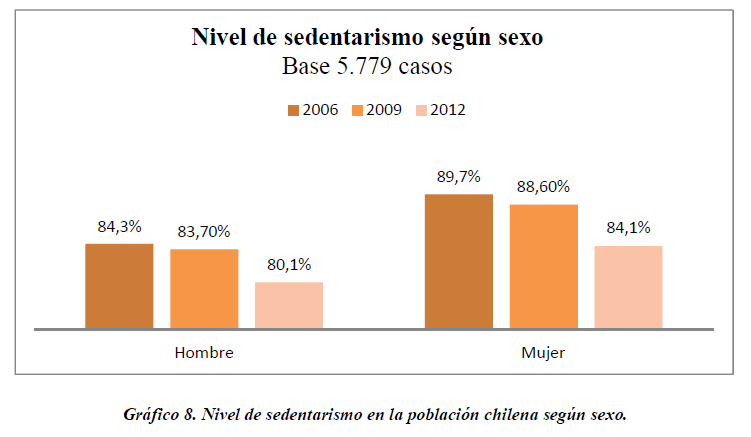 Nivel de sedentarismo según sexo
Base 5.779 casos
2006 2009 2012
84,3% 83,70% 80,1% 89,7% 88,60% 84,1%
Hombre Mujer
Gráfico 8. Nivel de sedentarismo en la población chilena según sexo.